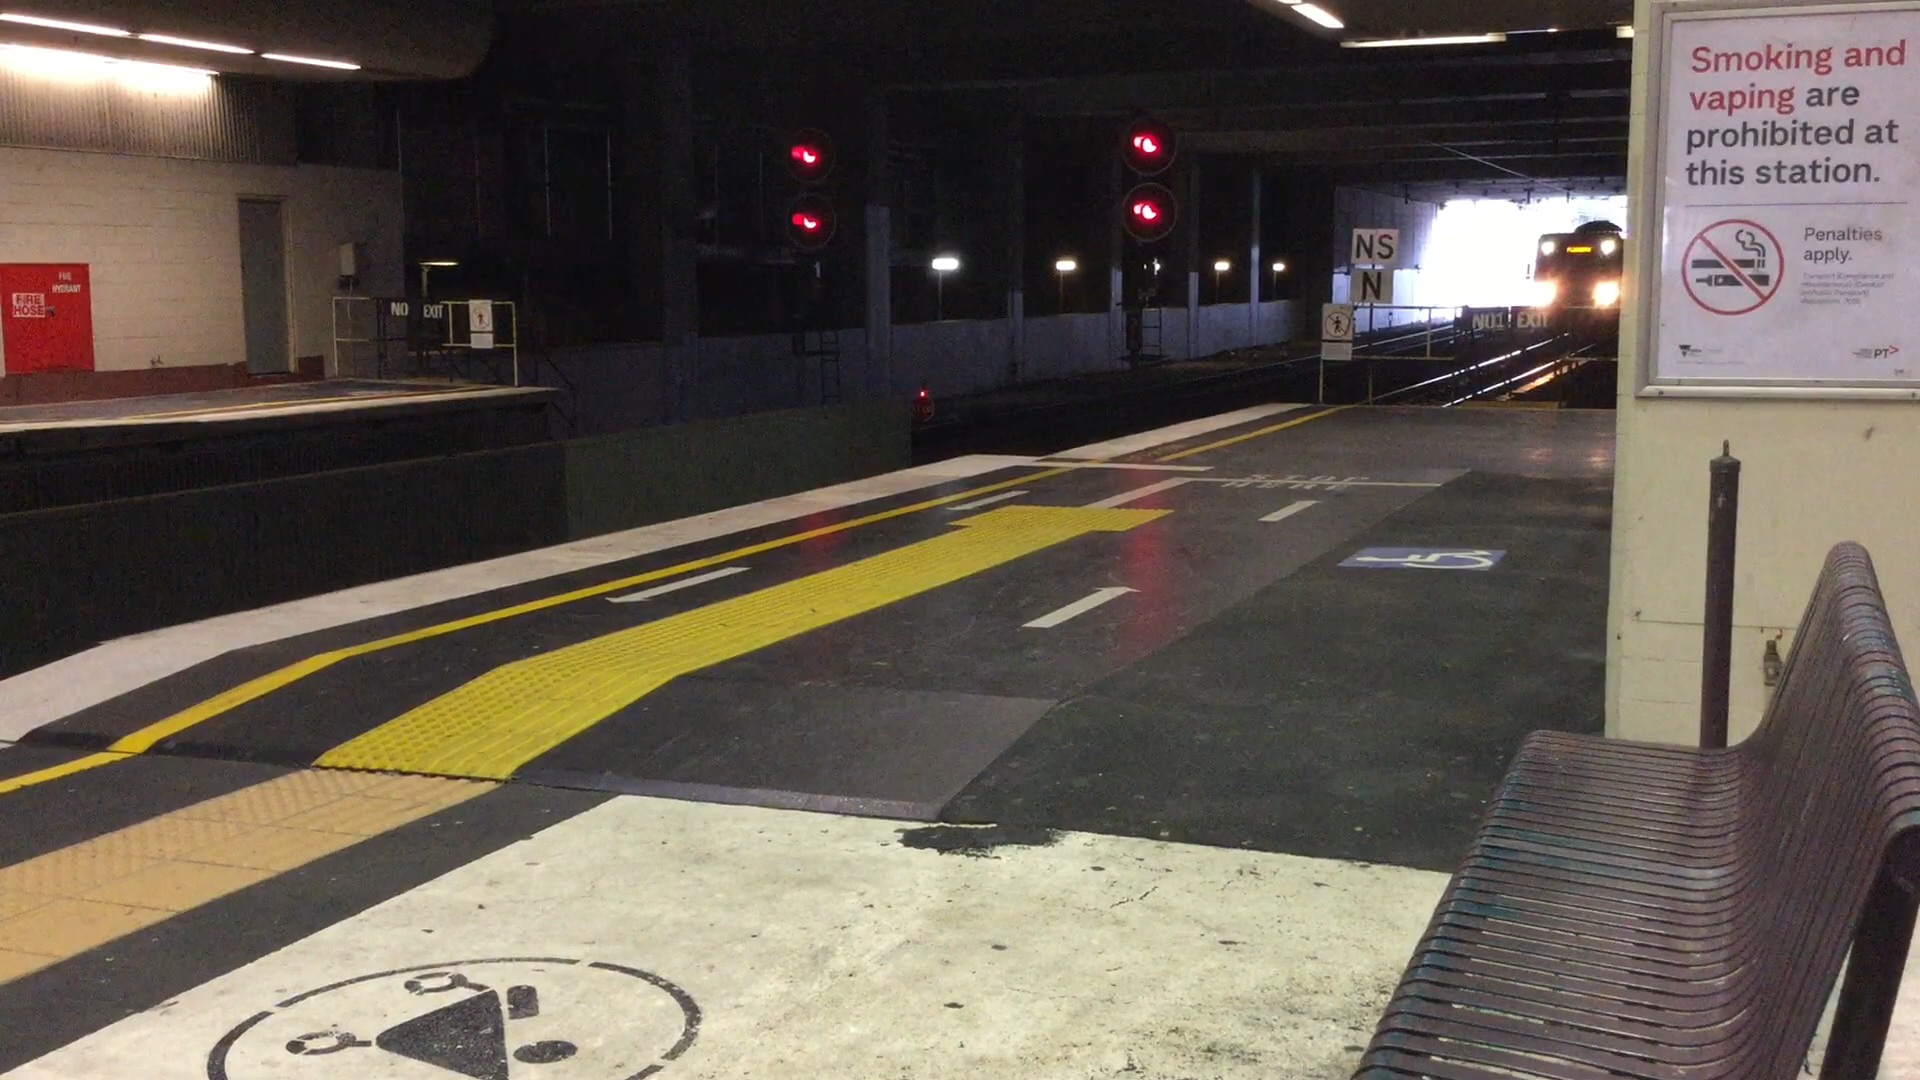 Smoking and
vaping are
prohibited at
this station.
Penalties
apply.
PT>
NS
N
NO EXIT
NO EXIT
FIRE
HYDRANT
FIRE
HOSE